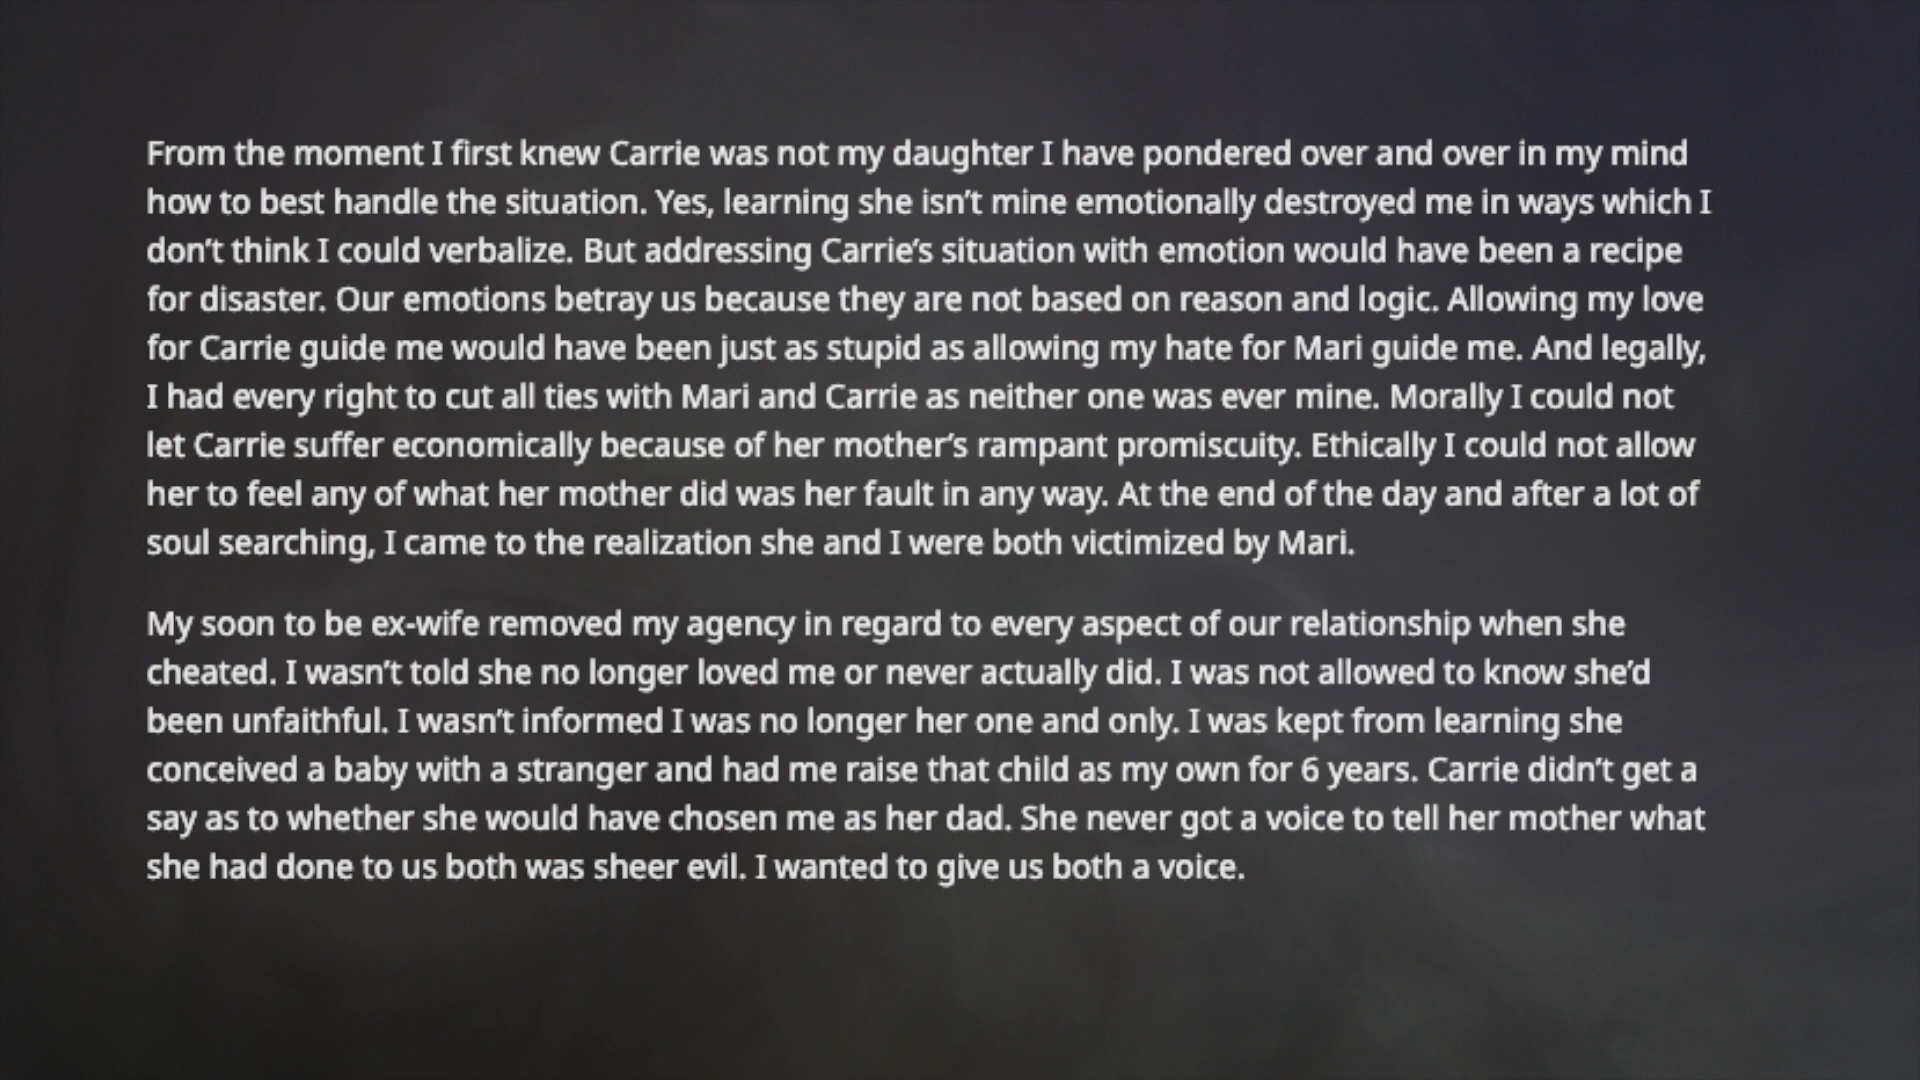 From the moment I first knew Carrie was not my daughter I have pondered over and over in my mind
how to best handle the situation. Yes, learning she isn’t mine emotionally destroyed me in ways which I
don’t think I could verbalize. But addressing Carrie’s situation with emotion would have been a recipe
for disaster. Our emotions betray us because they are not based on reason and logic. Allowing my love
for Carrie guide me would have been just as stupid as allowing my hate for Mari guide me. And legally,
I had every right to cut all ties with Mari and Carrie as neither one was ever mine. Morally I could not
let Carrie suffer economically because of her mother’s rampant promiscuity. Ethically I could not allow
her to feel any of what her mother did was her fault in any way. At the end of the day and after a lot of
soul searching, I came to the realization she and I were both victimized by Mari.
My soon to be ex-wife removed my agency in regard to every aspect of our relationship when she
cheated. I wasn’t told she no longer loved me or never actually did. I was not allowed to know she’d
been unfaithful. I wasn’t informed I was no longer her one and only. I was kept from learning she
conceived a baby with a stranger and had me raise that child as my own for 6 years. Carrie didn’t get a
say as to whether she would have chosen me as her dad. She never got a voice to tell her mother what
she had done to us both was sheer evil. I wanted to give us both a voice.